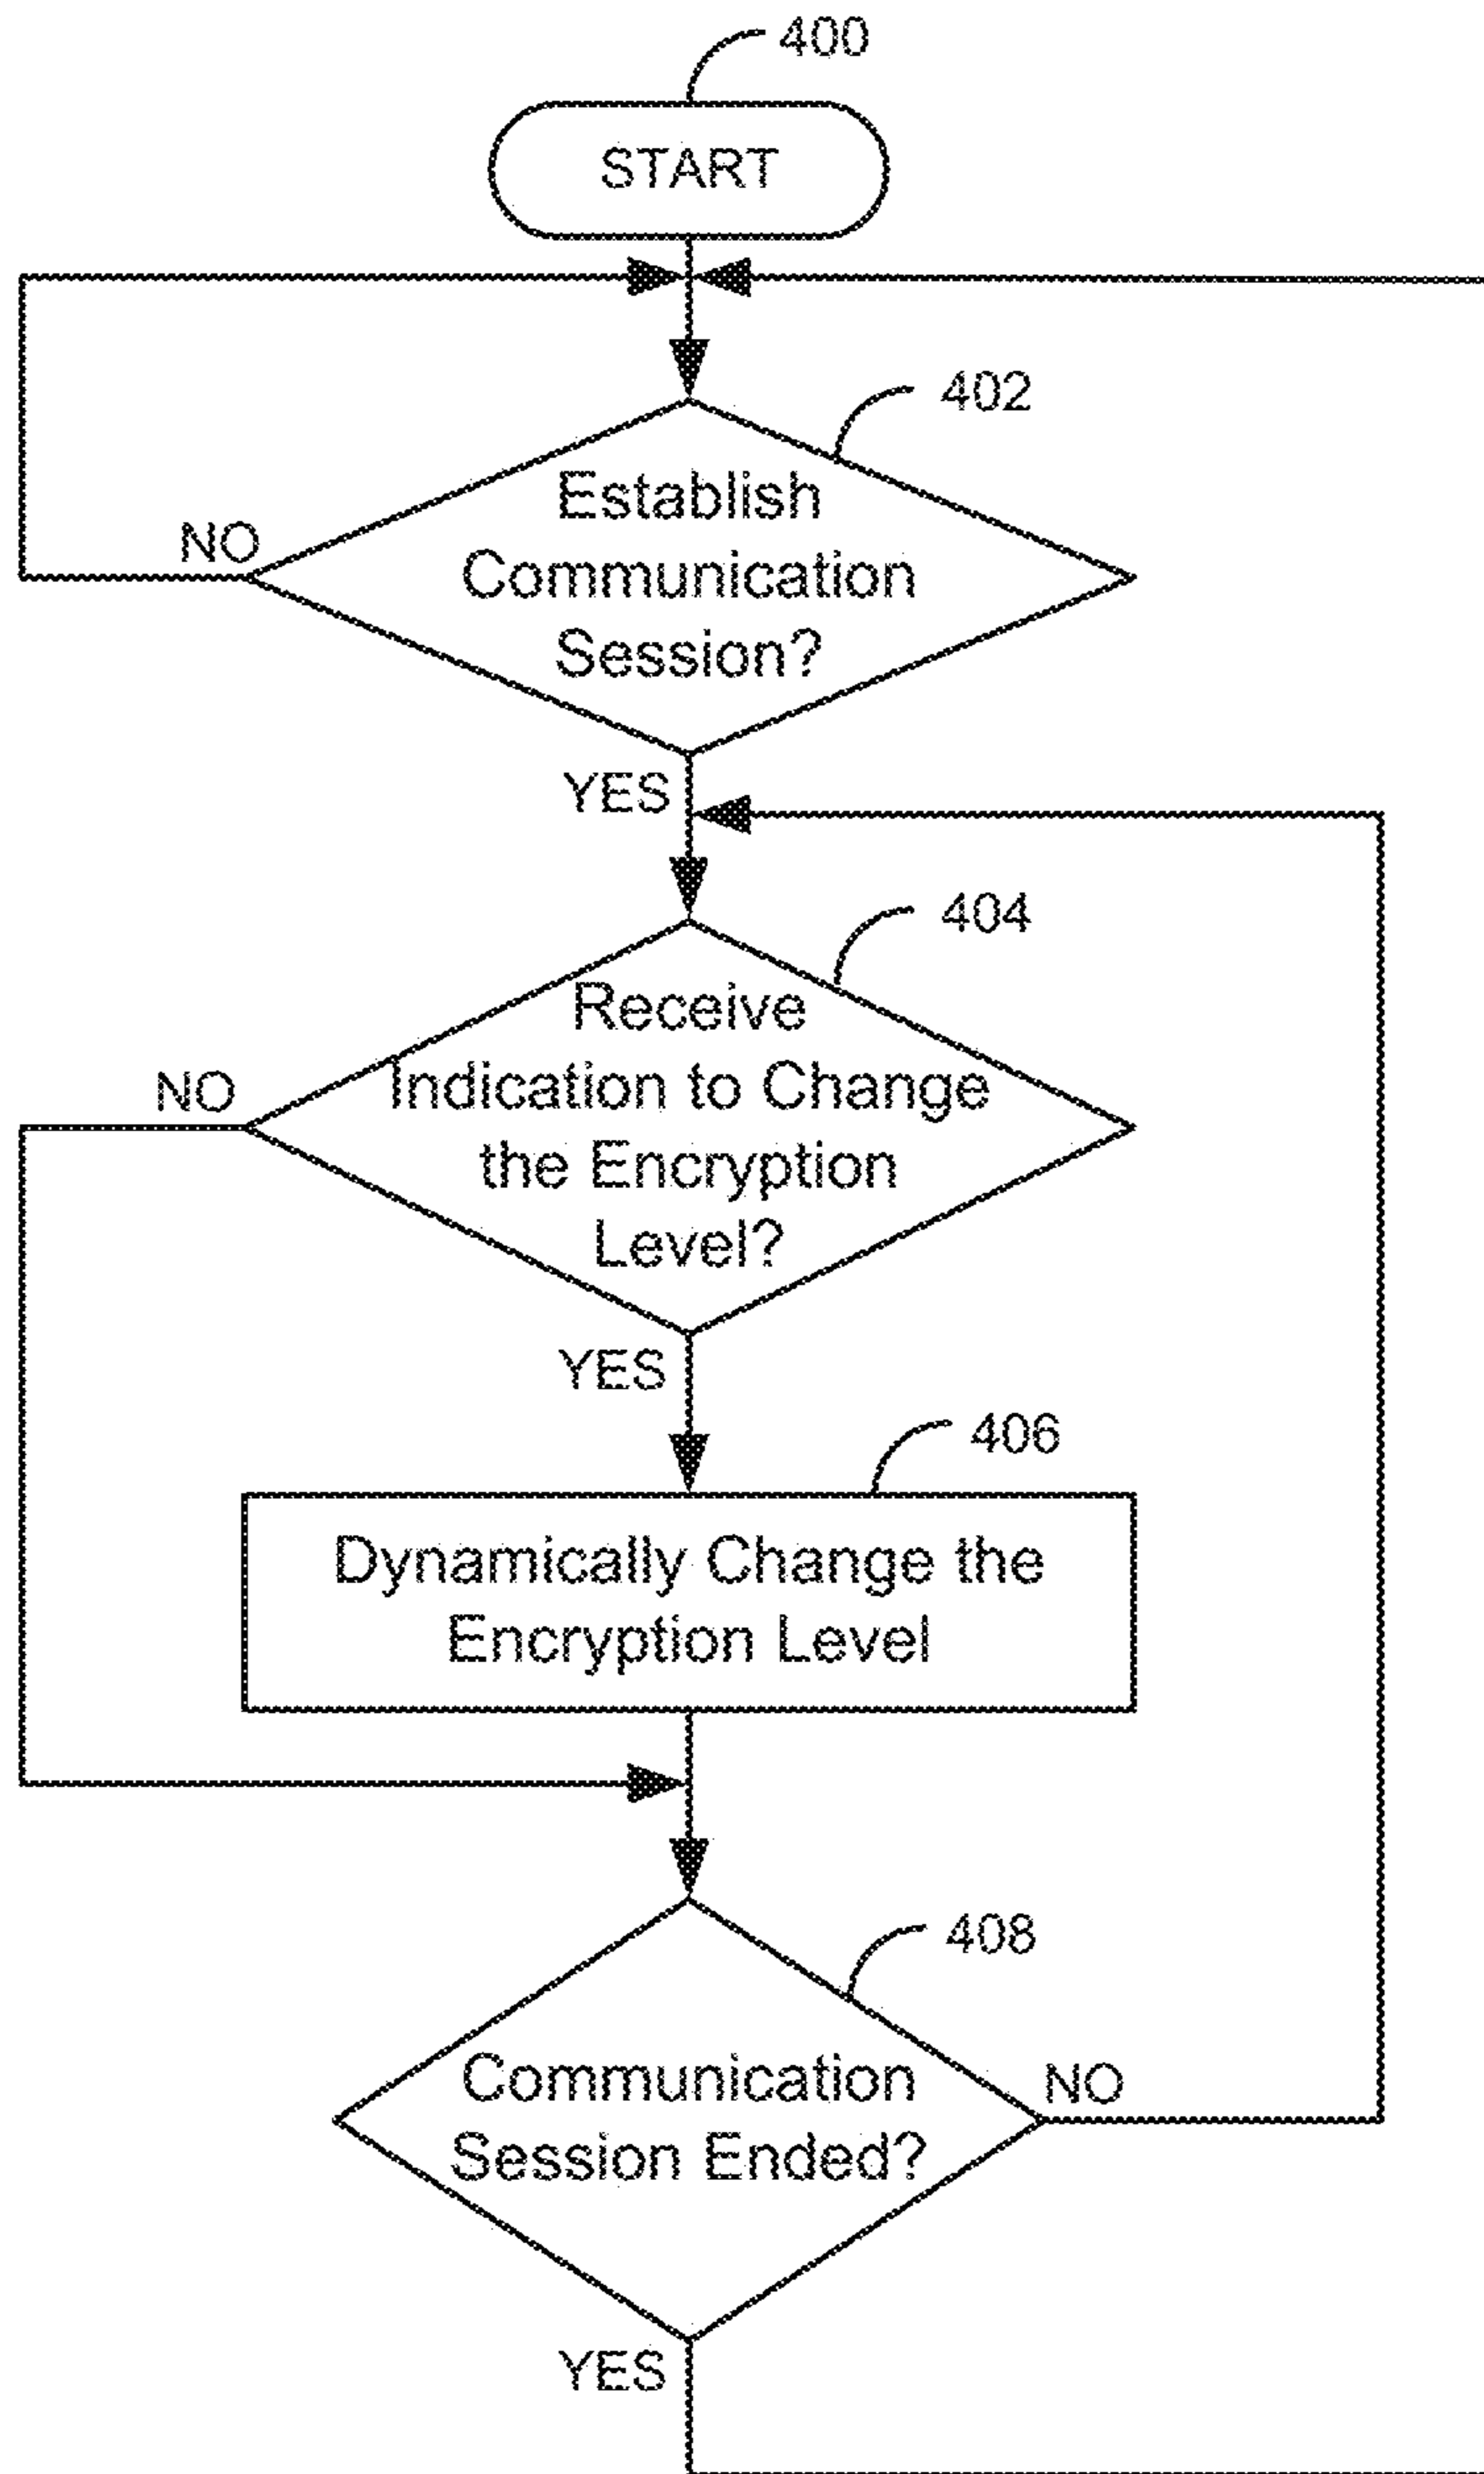 400
START
402
Establish
Communication
Session?
NO
YES
404
Receive
Indication to Change
the Encryption
Level?
NO
YES
406
Dynamically Change the
Encryption Level
408
Communication
Session Ended?
NO
YES